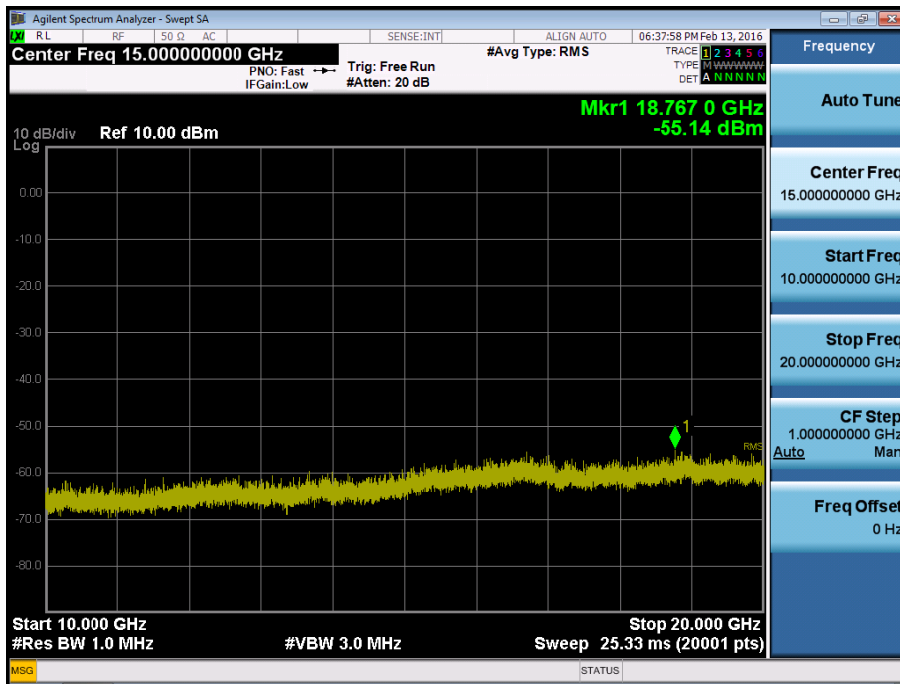 Agilent Spectrum Analyzer - Swept SA
LXI RL RF 50 Ω AC SENSE:INT ALIGN AUTO 06:37:58 PM Feb 13, 2016
Center Freq 15.000000000 GHz
PNO: Fast
IFGain:Low
Trig: Free Run
#Atten: 20 dB
#Avg Type: RMS
TRACE 1 2 3 4 5 6
TYPE M WWWWW
DET A N N N N N
Mkr1 18.767 0 GHz
-55.14 dBm
10 dB/div Ref 10.00 dBm
Log
0.00
-10.0
-20.0
-30.0
-40.0
-50.0
1
RMS
-60.0
-70.0
-80.0
Start 10.000 GHz Stop 20.000 GHz
#Res BW 1.0 MHz #VBW 3.0 MHz Sweep 25.33 ms (20001 pts)
MSG STATUS
Frequency
Auto Tune
Center Freq
15.000000000 GHz
Start Freq
10.000000000 GHz
Stop Freq
20.000000000 GHz
CF Step
1.000000000 GHz
Auto Man
Freq Offset
0 Hz